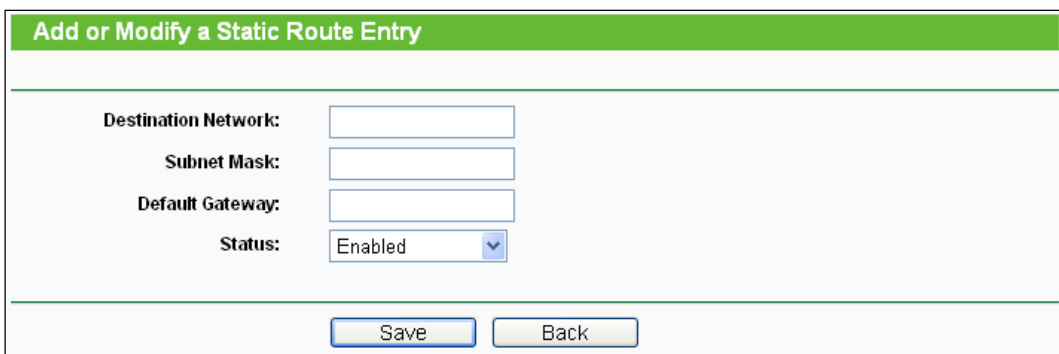 Add or Modify a Static Route Entry
Destination Network:
Subnet Mask:
Default Gateway:
Status: Enabled
Save Back